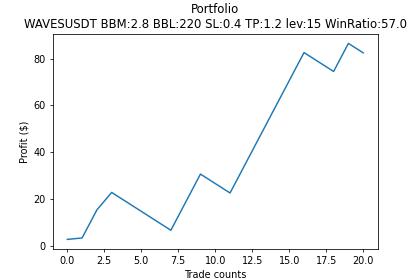 Portfolio
WAVESUSDT BBM:2.8 BBL:220 SL:0.4 TP:1.2 lev:15 WinRatio:57.0
80
60
40
20
0
Profit ($)
0.0 2.5 5.0 7.5 10.0 12.5 15.0 17.5 20.0
Trade counts